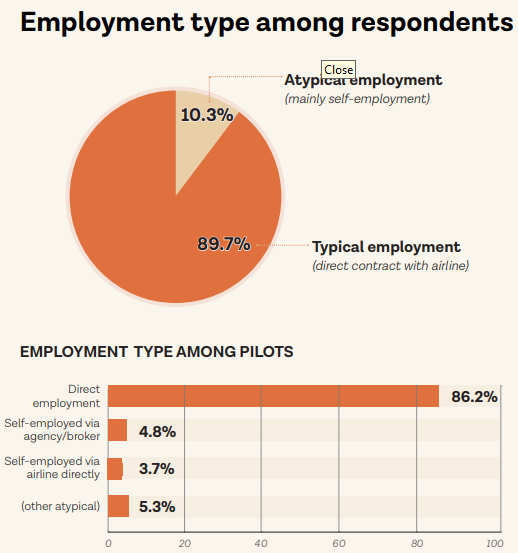 Employment type among respondents
Close
Atypical employment
(mainly self-employment)
10.3%
89.7%
Typical employment
(direct contract with airline)
EMPLOYMENT TYPE AMONG PILOTS
Direct
employment
86.2%
Self-employed via
agency/broker
4.8%
Self-employed via
airline directly
3.7%
(other atypical)
5.3%
0 20 40 60 80 100